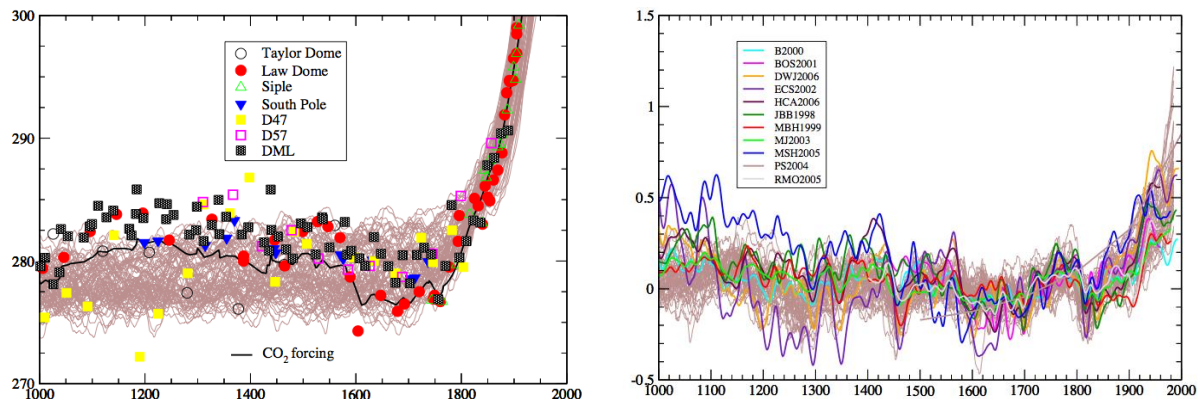 300
290
280
270
Taylor Dome
Law Dome
Siple
South Pole
D47
D57
DML
CO2 forcing
1000 1200 1400 1600 1800 2000
1.5
1
0.5
0
-0.5
B2000
BOS2001
DWJ2006
ECS2002
HCA2006
JBB1998
MBH1999
MJ2003
MSH2005
PS2004
RMO2005
1000 1100 1200 1300 1400 1500 1600 1700 1800 1900 2000